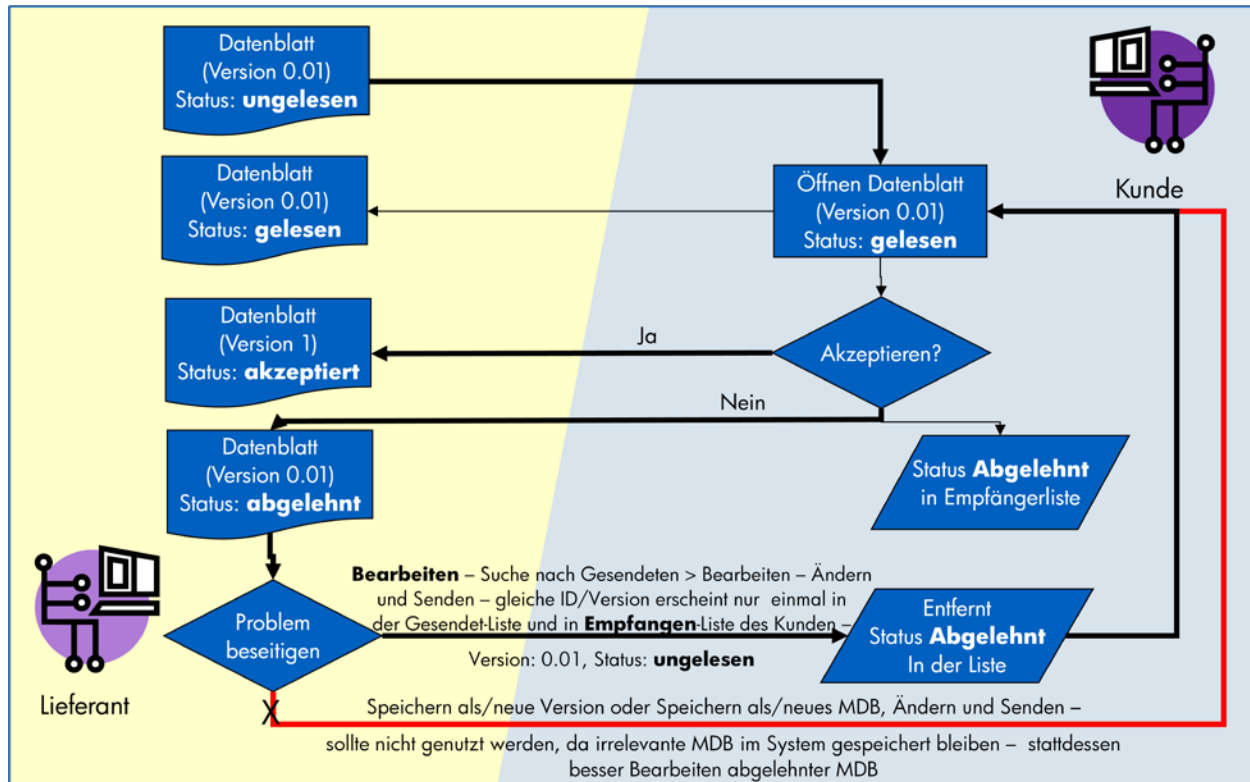 Datenblatt
(Version 0.01)
Status: ungelesen
Datenblatt
(Version 0.01)
Status: gelesen
Öffnen Datenblatt
(Version 0.01)
Status: gelesen
Kunde
Datenblatt
(Version 1)
Status: akzeptiert
Ja
Akzeptieren?
Nein
Datenblatt
(Version 0.01)
Status: abgelehnt
Status Abgelehnt
in Empfängerliste
Bearbeiten – Suche nach Gesendeten > Bearbeiten – Ändern
und Senden – gleiche ID/Version erscheint nur einmal in
der Gesendet-Liste und in Empfangen-Liste des Kunden –
Version: 0.01, Status: ungelesen
Problem
beseitigen
Entfernt
Status Abgelehnt
In der Liste
Lieferant
X
Speichern als/neue Version oder Speichern als/neues MDB, Ändern und Senden –
sollte nicht genutzt werden, da irrelevante MDB im System gespeichert bleiben – stattdessen
besser Bearbeiten abgelehnter MDB